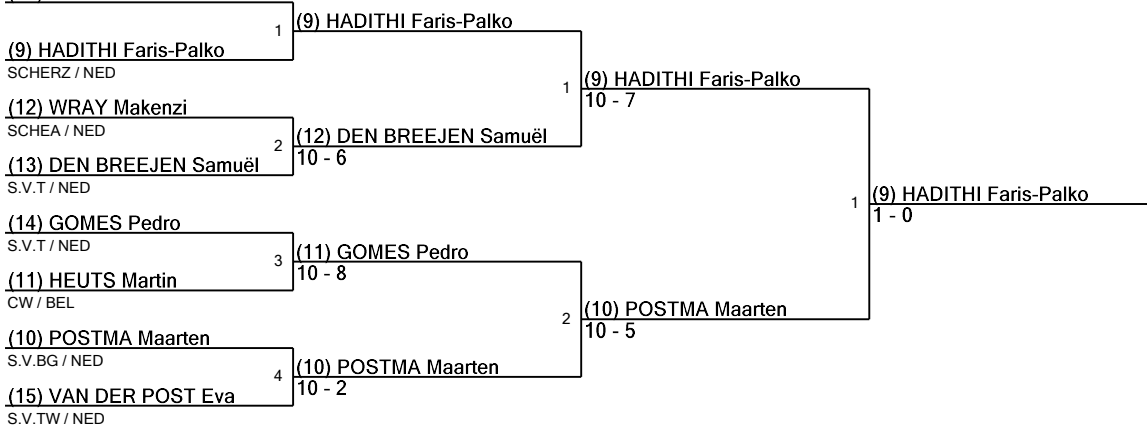 (9) HADITHI Faris-Palko
SCHERZ / NED
(12) WRAY Makenzi
SCHEA / NED
(13) DEN BREEJEN Samuël
S.V.T / NED
(14) GOMES Pedro
S.V.T / NED
(11) HEUTS Martin
CW / BEL
(10) POSTMA Maarten
S.V.BG / NED
(15) VAN DER POST Eva
S.V.TW / NED
1
2
3
4
(9) HADITHI Faris-Palko
(12) DEN BREEJEN Samuël
10 - 6
(11) GOMES Pedro
10 - 8
(10) POSTMA Maarten
10 - 2
1
2
(9) HADITHI Faris-Palko
10 - 7
(10) POSTMA Maarten
10 - 5
1
(9) HADITHI Faris-Palko
1 - 0